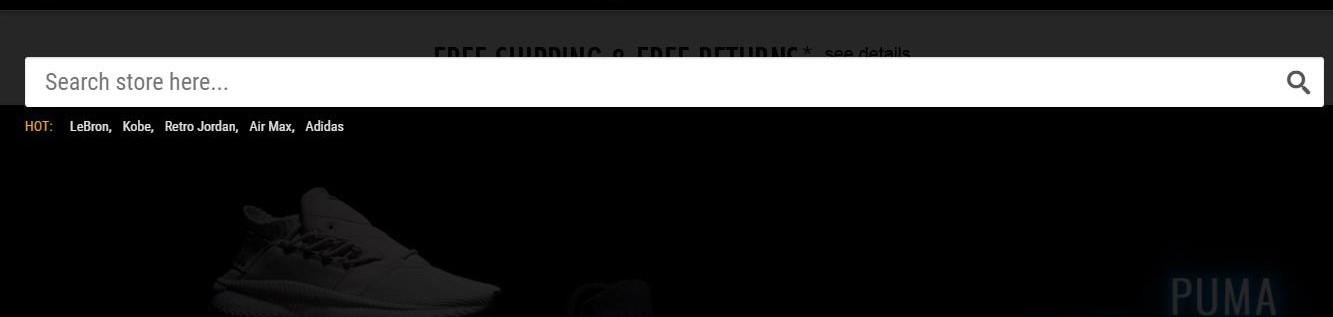 FREE SHIPPING & FREE RETURNS* see details
Search store here...
HOT: LeBron, Kobe, Retro Jordan, Air Max, Adidas
PUMA